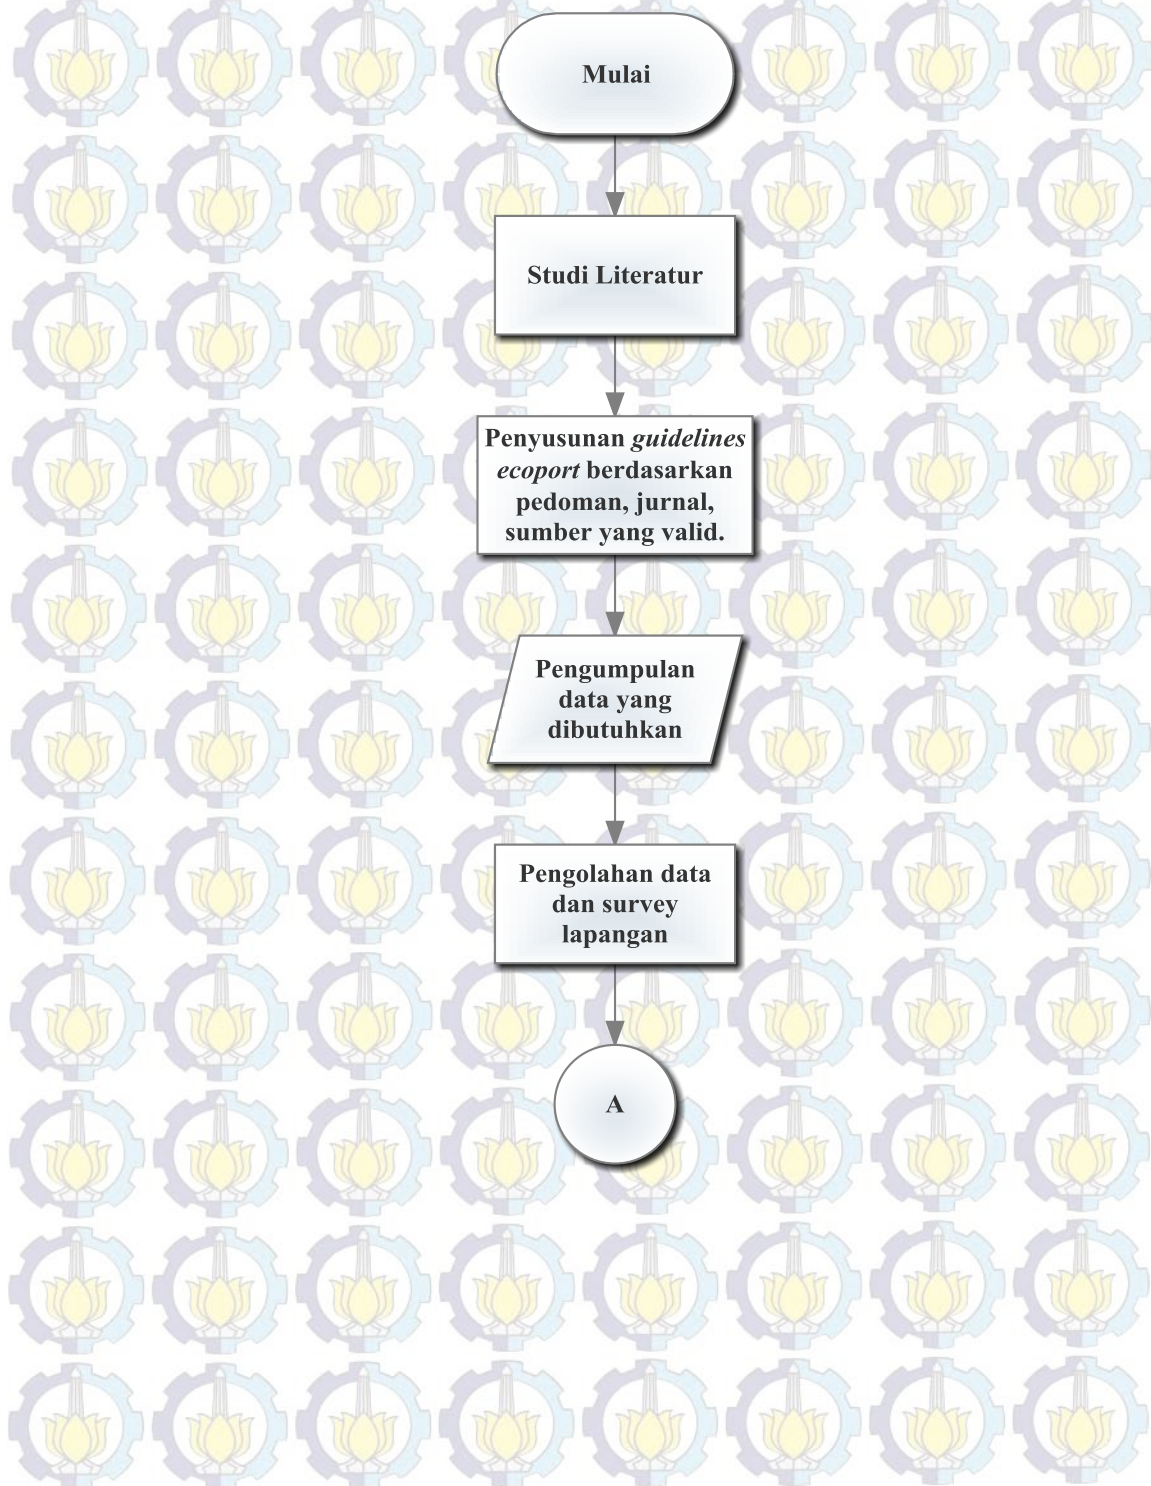 Mulai
Studi Literatur
Penyusunan guidelines
ecoport berdasarkan
pedoman, jurnal,
sumber yang valid.
Pengumpulan
data yang
dibutuhkan
Pengolahan data
dan survey
lapangan
A